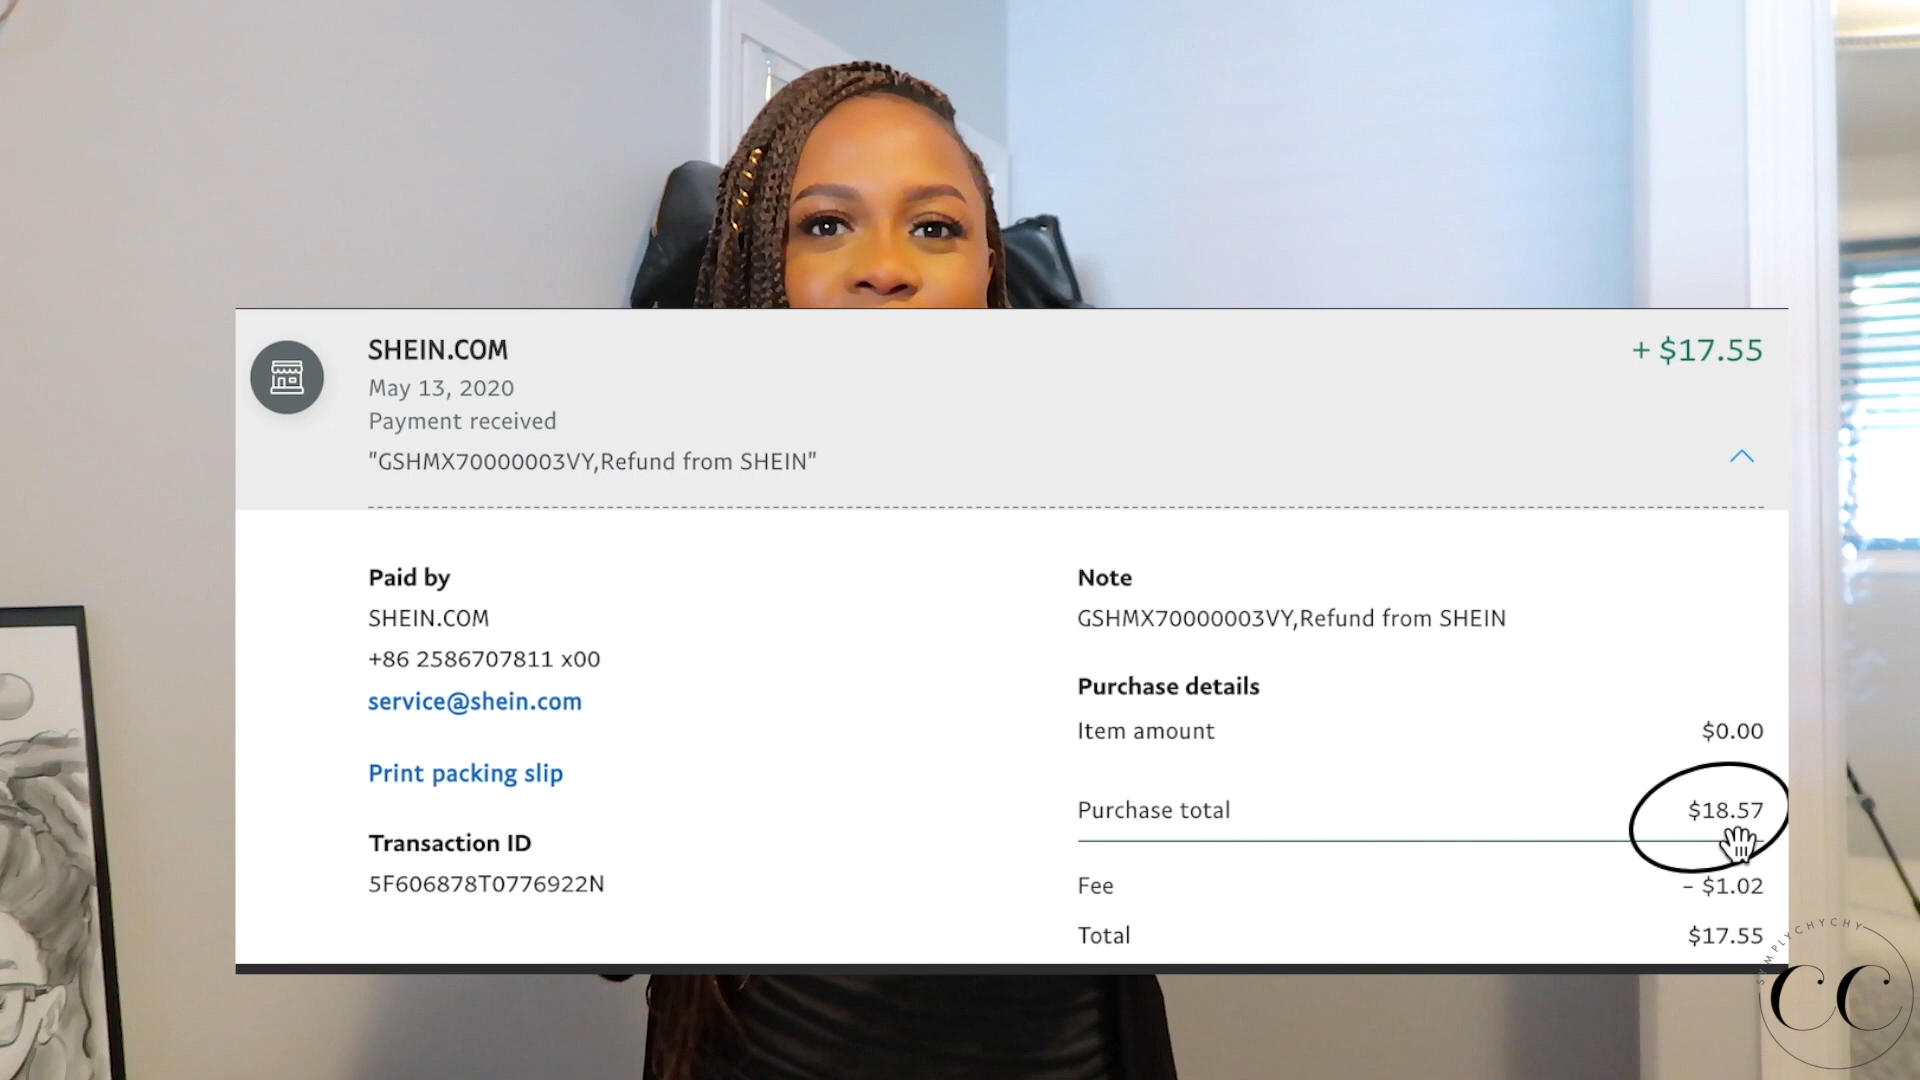 SHEIN.COM
+ $17.55
May 13, 2020
Payment received
"GSHMX70000003VY,Refund from SHEIN"
Paid by
SHEIN.COM
+86 2586707811 x00
service@shein.com
Print packing slip
Transaction ID
5F606878T0776922N
Note
GSHMX70000003VY,Refund from SHEIN
Purchase details
Item amount $0.00
Purchase total $18.57
Fee - $1.02
Total $17.55
SYMPLYCHYCHY
CC